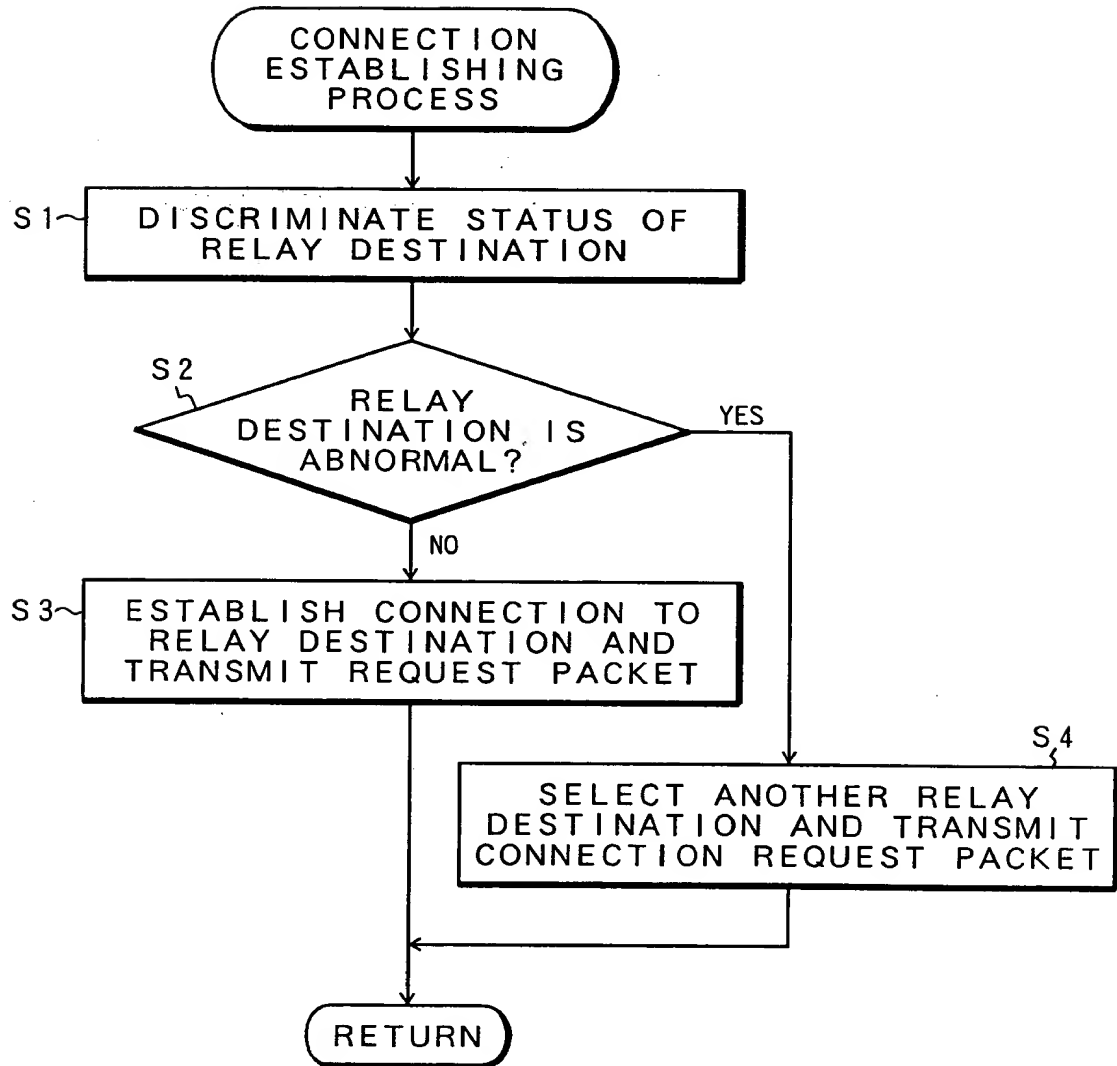 CONNECTION
ESTABLISHING
PROCESS
S1
DISCRIMINATE STATUS OF
RELAY DESTINATION
S2
RELAY
DESTINATION IS
ABNORMAL?
YES
NO
S3
ESTABLISH CONNECTION TO
RELAY DESTINATION AND
TRANSMIT REQUEST PACKET
S4
SELECT ANOTHER RELAY
DESTINATION AND TRANSMIT
CONNECTION REQUEST PACKET
RETURN